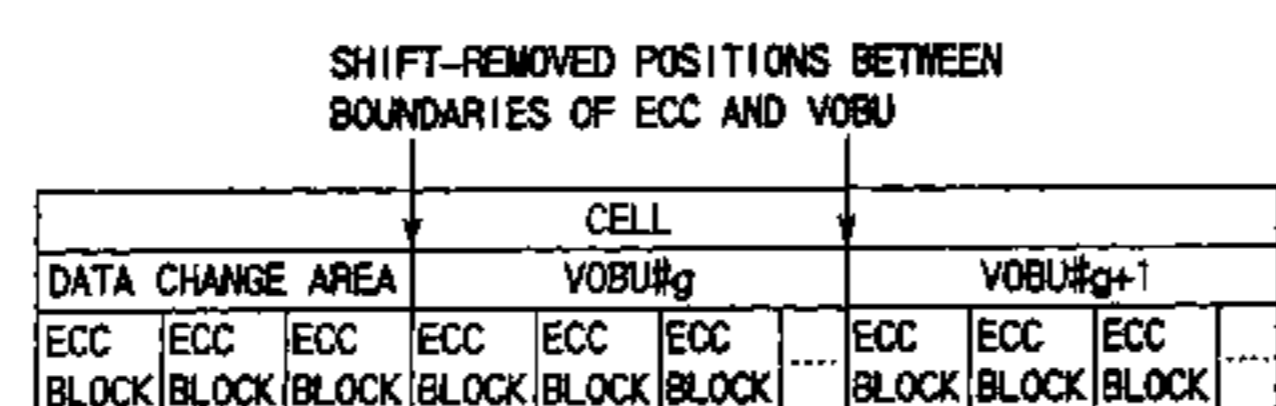 SHIFT-REMOVED POSITIONS BETWEEN
BOUNDARIES OF ECC AND VOBU
CELL
DATA CHANGE AREA VOBU#g VOBU#g+1
ECC ECC ECC ECC ECC ECC ECC ECC ECC
BLOCK BLOCK BLOCK BLOCK BLOCK BLOCK BLOCK BLOCK BLOCK